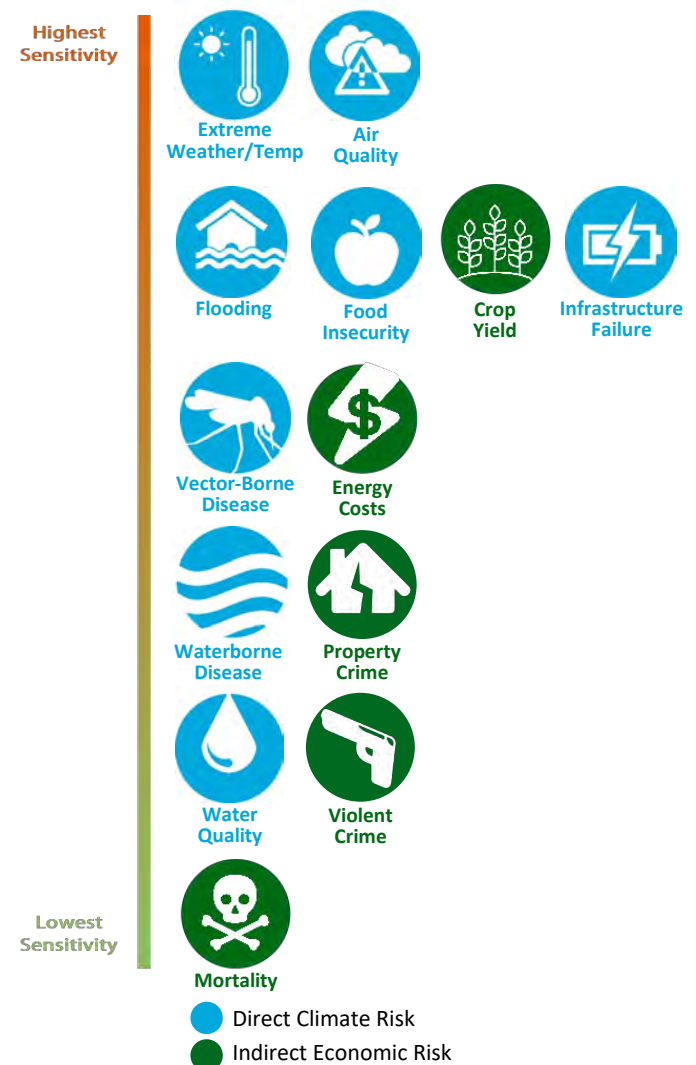 Highest
Sensitivity
Extreme
Weather/Temp
Air
Quality
Flooding
Food
Insecurity
Crop
Yield
Infrastructure
Failure
Vector-Borne
Disease
$
Energy
Costs
Waterborne
Disease
Property
Crime
Water
Quality
Violent
Crime
Lowest
Sensitivity
Mortality
Direct Climate Risk
Indirect Economic Risk